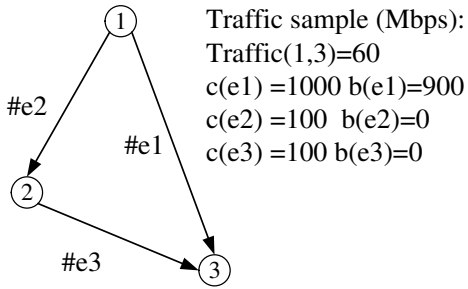 1
Traffic sample (Mbps):
Traffic(1,3)=60
c(e1) =1000 b(e1)=900
c(e2) =100 b(e2)=0
c(e3) =100 b(e3)=0
#e2
#e1
2
#e3
3